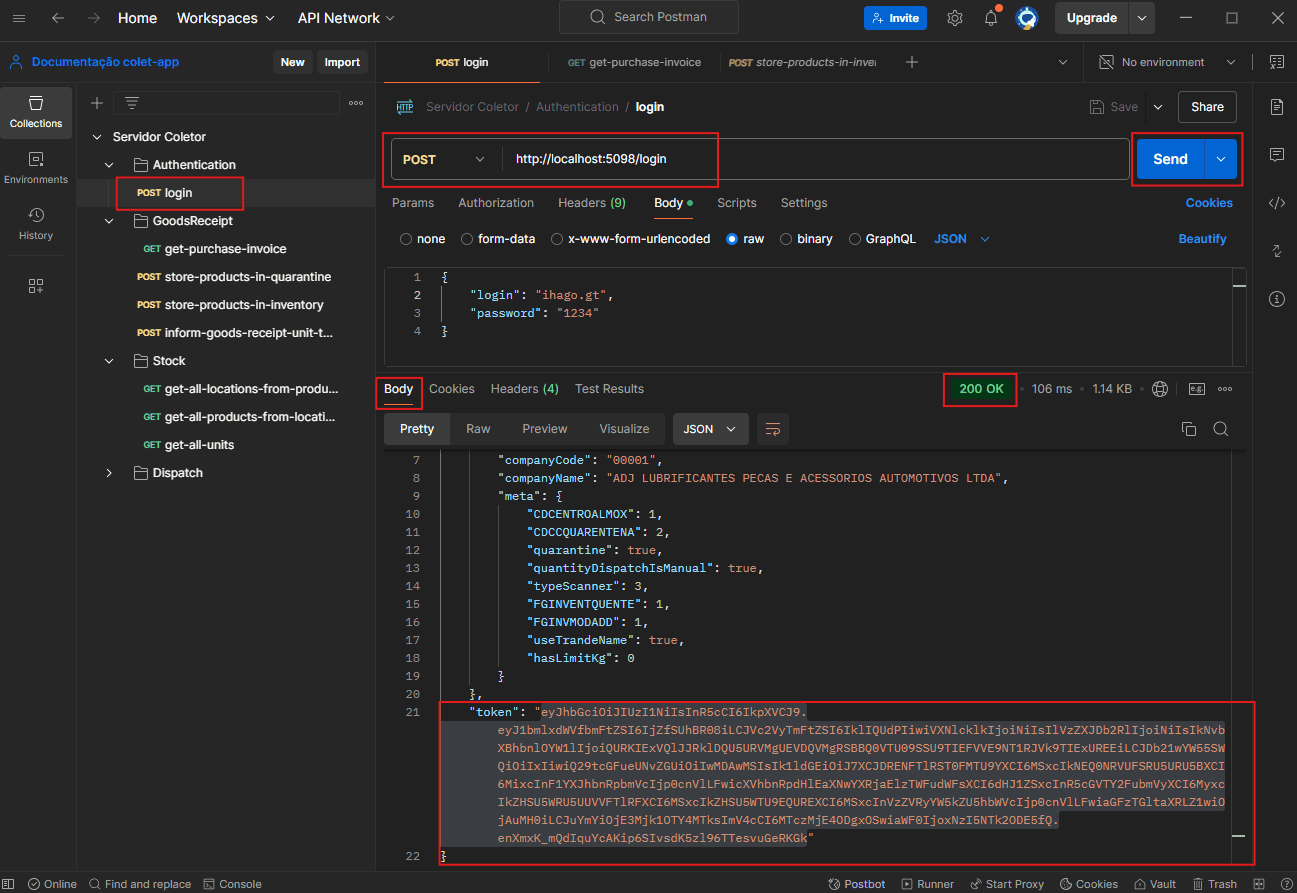 Home Workspaces API Network Search Postman Invite Upgrade
Documentação colet-app New Import POST login GET get-purchase-invoice POST store-products-in-inve No environment
Collections
Environments
History
Servidor Coletor
Authentication
POST login
GoodsReceipt
GET get-purchase-invoice
POST store-products-in-quarantine
POST store-products-in-inventory
POST inform-goods-receipt-unit-t...
Stock
GET get-all-locations-from-produ...
GET get-all-products-from-locati...
GET get-all-units
Dispatch
HTTP Servidor Coletor / Authentication / login Save Share
POST http://localhost:5098/login Send
Params Authorization Headers (9) Body Scripts Settings Cookies
none form-data x-www-form-urlencoded raw binary GraphQL JSON Beautify
1 {
2 "login": "ihago.gt",
3 "password": "1234"
4 }
Body Cookies Headers (4) Test Results 200 OK 106 ms 1.14 KB e.g.
Pretty Raw Preview Visualize JSON
7 "companyCode": "00001",
8 "companyName": "ADJ LUBRIFICANTES PECAS E ACESSORIOS AUTOMOTIVOS LTDA",
9 "meta": {
10 "CDCENTROALMOX": 1,
11 "CDCCQUARENTENA": 2,
12 "quarantine": true,
13 "quantityDispatchIsManual": true,
14 "typeScanner": 3,
15 "FGINVENTQUENTE": 1,
16 "FGINVMODADD": 1,
17 "useTrandeName": true,
18 "hasLimitKg": 0
19 }
20 },
21 "token": "eyJhbGciOiJIUzI1NiIsInR5cCI6IkpXVCJ9.
22 }
Online Find and replace Console Postbot Runner Start Proxy Cookies Vault Trash